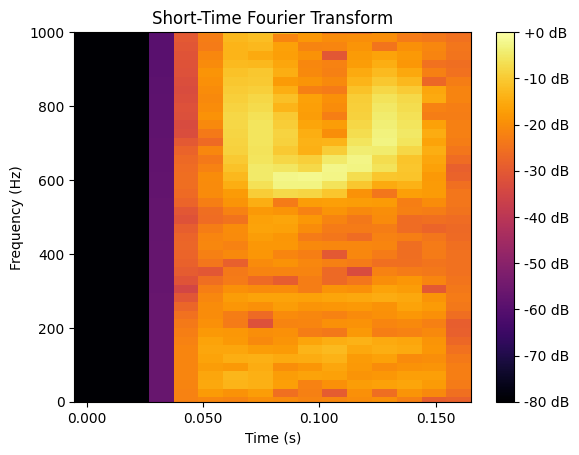 Short-Time Fourier Transform
Frequency (Hz)
1000
800
600
400
200
0
0.000
0.050
0.100
0.150
Time (s)
+0 dB
-10 dB
-20 dB
-30 dB
-40 dB
-50 dB
-60 dB
-70 dB
-80 dB